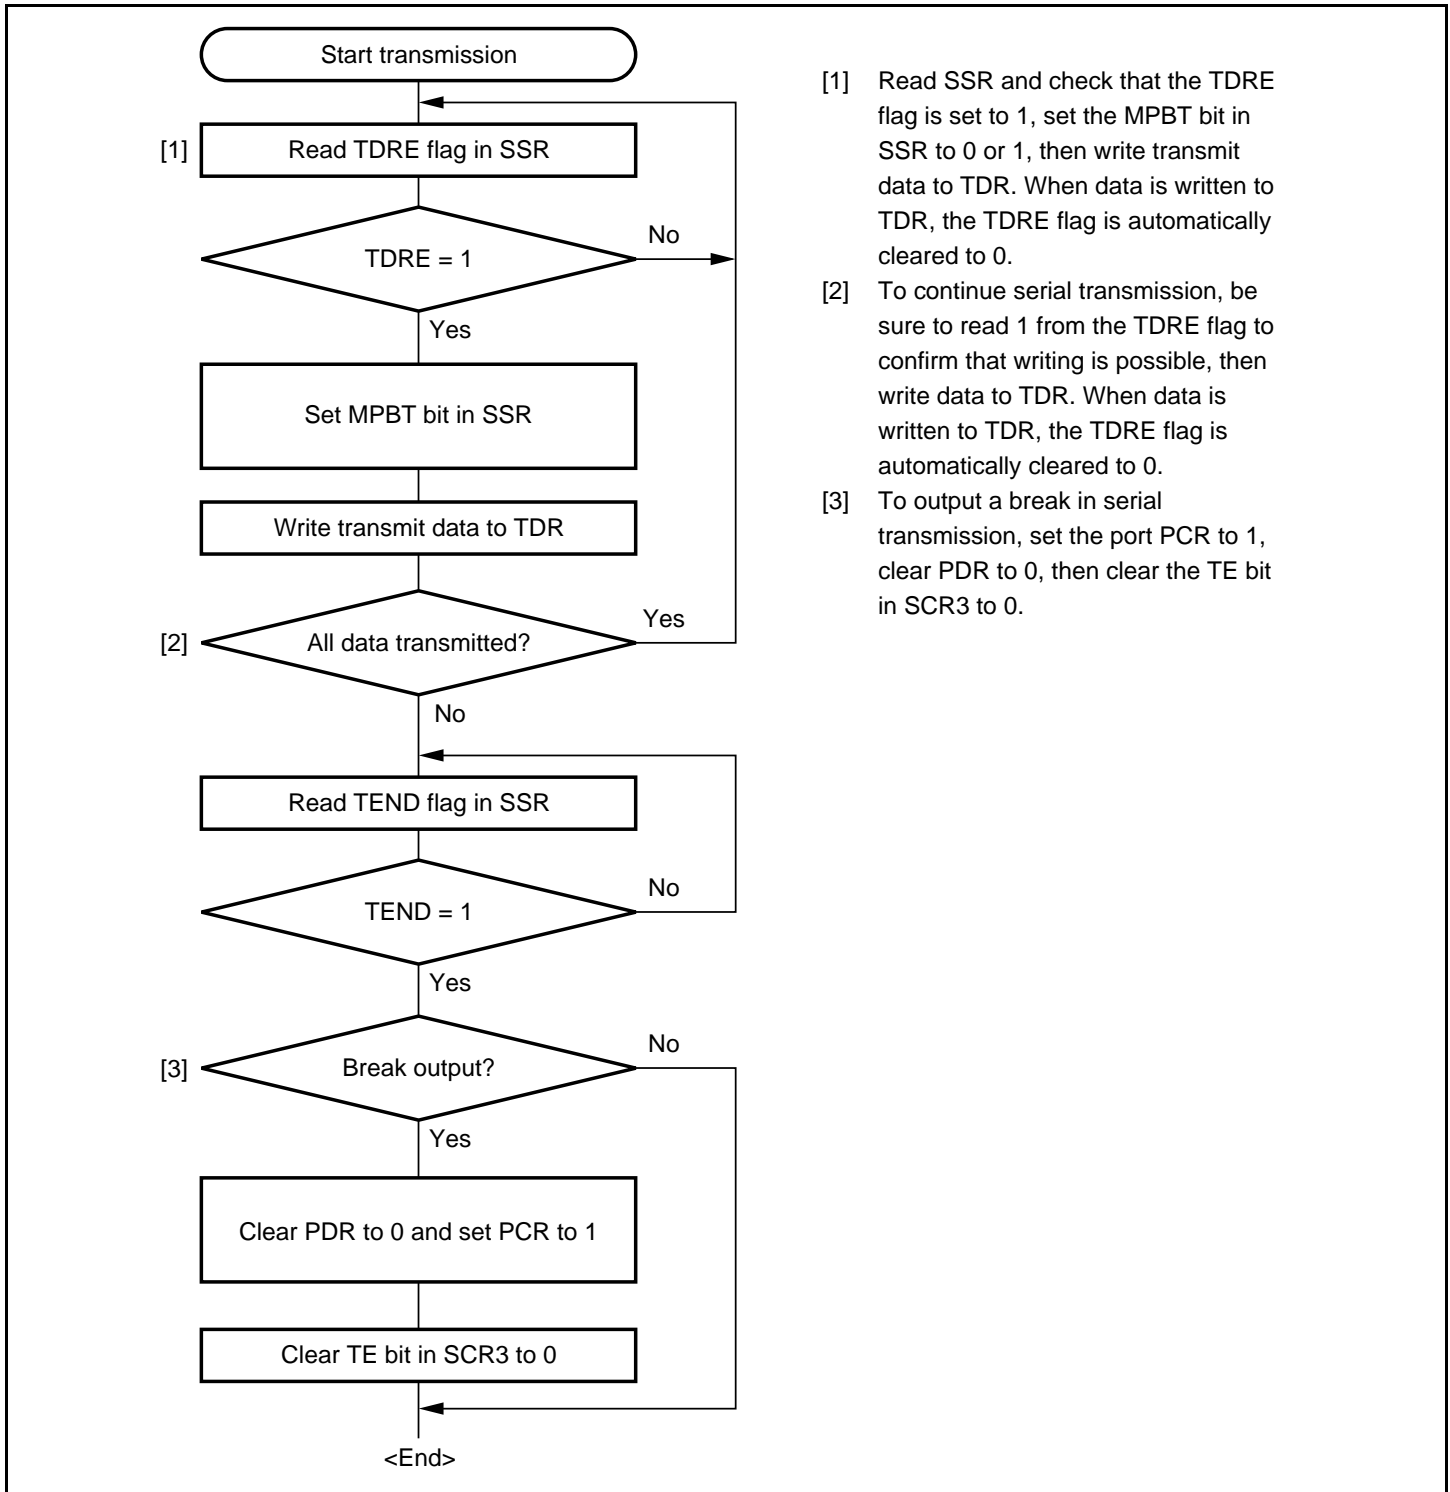 Start transmission
[1]
Read TDRE flag in SSR
TDRE = 1
No
Yes
Set MPBT bit in SSR
Write transmit data to TDR
[2]
All data transmitted?
Yes
No
Read TEND flag in SSR
TEND = 1
No
Yes
[3]
Break output?
No
Yes
Clear PDR to 0 and set PCR to 1
Clear TE bit in SCR3 to 0
<End>
[1] Read SSR and check that the TDRE
flag is set to 1, set the MPBT bit in
SSR to 0 or 1, then write transmit
data to TDR. When data is written to
TDR, the TDRE flag is automatically
cleared to 0.
[2] To continue serial transmission, be
sure to read 1 from the TDRE flag to
confirm that writing is possible, then
write data to TDR. When data is
written to TDR, the TDRE flag is
automatically cleared to 0.
[3] To output a break in serial
transmission, set the port PCR to 1,
clear PDR to 0, then clear the TE bit
in SCR3 to 0.